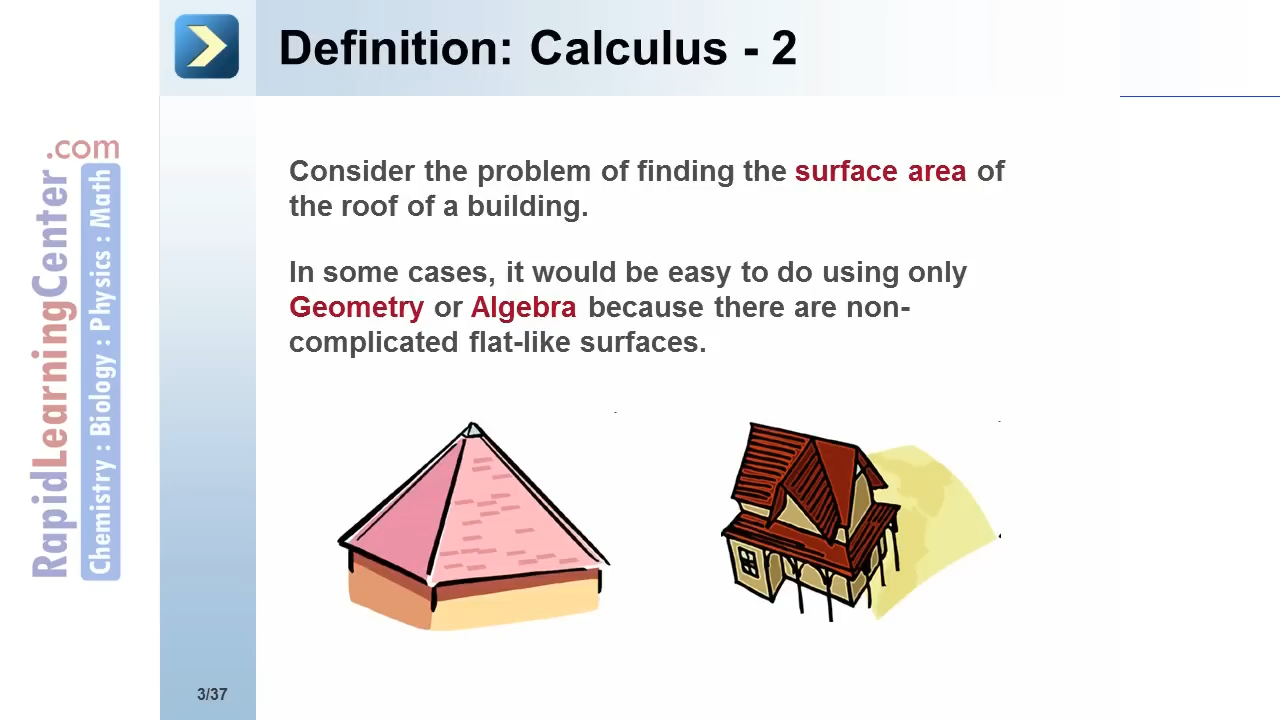 Definition: Calculus - 2
Consider the problem of finding the surface area of
the roof of a building.
In some cases, it would be easy to do using only
Geometry or Algebra because there are non-
complicated flat-like surfaces.
RapidLearningCenter.com
Chemistry : Biology : Physics : Math
3/37